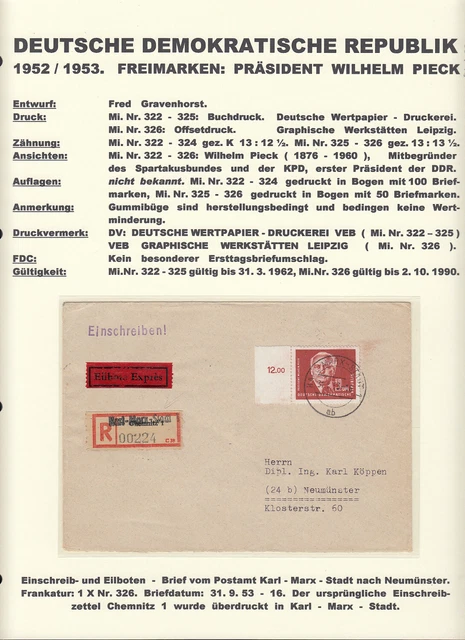 DEUTSCHE DEMOKRATISCHE REPUBLIK
1952 / 1953. FREIMARKEN: PRÄSIDENT WILHELM PIECK
Entwurf: Fred Gravenhorst.
Druck: Mi. Nr. 322 - 325: Buchdruck. Deutsche Wertpapier - Druckerei.
Mi. Nr. 326: Offsetdruck. Graphische Werkstätten Leipzig.
Zähnung: Mi. Nr. 322 - 324 gez. K 13 : 12 ½. Mi. Nr. 325 - 326 gez. 13 : 13 ½.
Ansichten: Mi. Nr. 322 - 326: Wilhelm Pieck ( 1876 - 1960 ), Mitbegründer
des Spartakusbundes und der KPD, erster Präsident der DDR.
Auflagen: nicht bekannt. Mi. Nr. 322 - 324 gedruckt in Bogen mit 100 Brief-
marken, Mi. Nr. 325 - 326 gedruckt in Bogen mit 50 Briefmarken.
Anmerkung: Gummibüge sind herstellungsbedingt und bedingen keine Wert-
minderung.
Druckvermerk: DV: DEUTSCHE WERTPAPIER - DRUCKEREI VEB ( Mi. Nr. 322 – 325 )
VEB GRAPHISCHE WERKSTÄTTEN LEIPZIG ( Mi. Nr. 326 ).
FDC: Kein besonderer Ersttagsbriefumschlag.
Gültigkeit: Mi.Nr. 322 - 325 gültig bis 31. 3. 1962, Mi.Nr. 326 gültig bis 2. 10. 1990.
Einschreiben!
12.00
Exprès
R
Karl-Marx-Stadt
Chemnitz 1
00224
ab
Herrn
Dipl. Ing. Karl Köppen
(24 b) Neumünster
Klosterstr. 60
Einschreib- und Eilboten - Brief vom Postamt Karl - Marx - Stadt nach Neumünster.
Frankatur: 1 X Nr. 326. Briefdatum: 31. 9. 53 - 16. Der ursprüngliche Einschreib-
zettel Chemnitz 1 wurde überdruckt in Karl - Marx - Stadt.